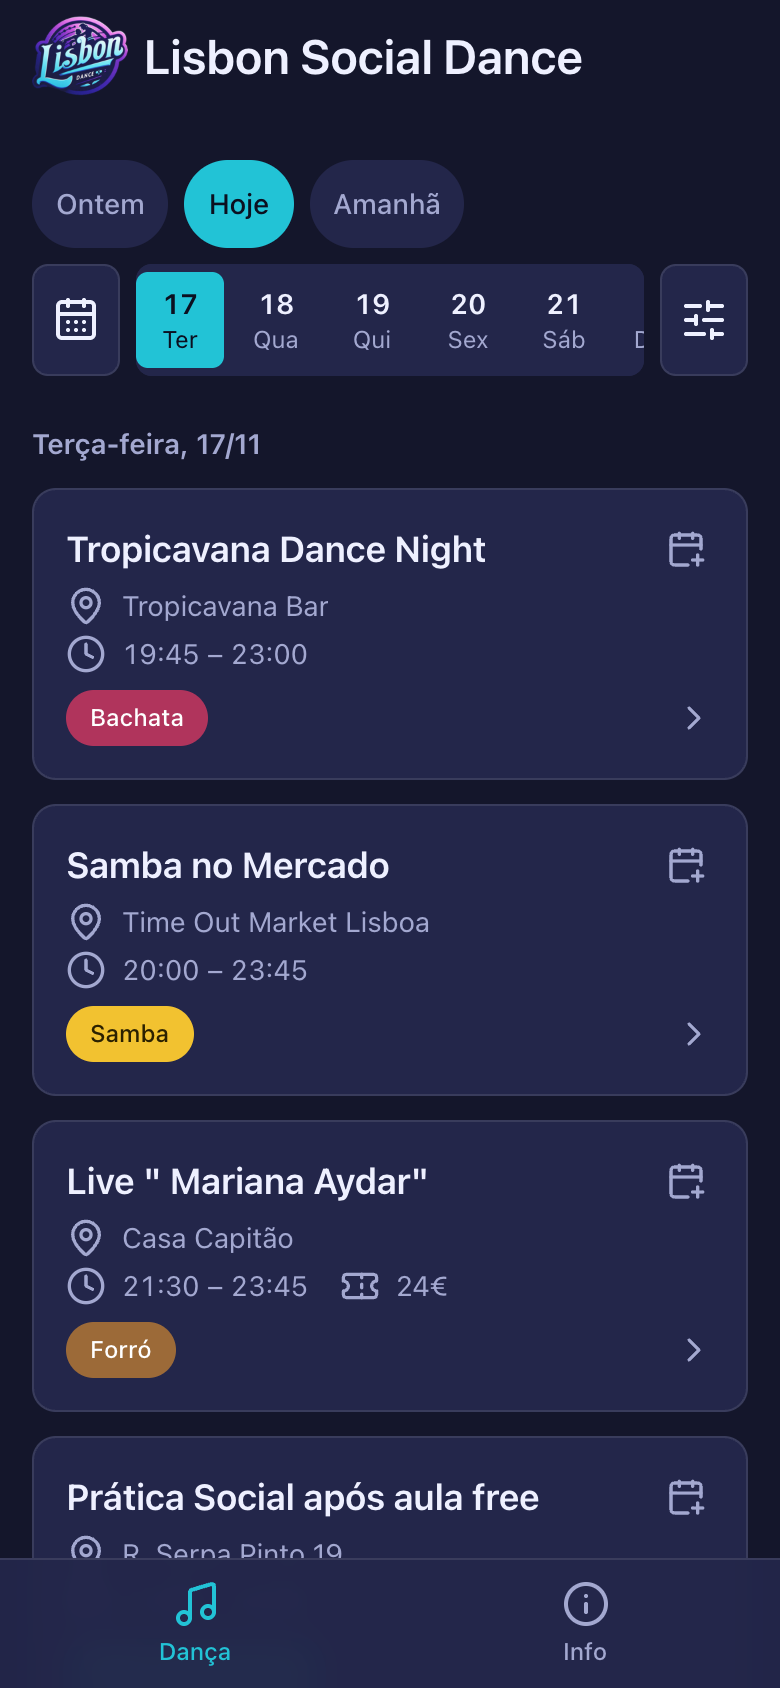 Lisbon
DANCE
Lisbon Social Dance
Ontem Hoje Amanhã
17 18 19 20 21
Ter Qua Qui Sex Sáb
Terça-feira, 17/11
Tropicavana Dance Night
Tropicavana Bar
19:45 – 23:00
Bachata
Samba no Mercado
Time Out Market Lisboa
20:00 – 23:45
Samba
Live " Mariana Aydar"
Casa Capitão
21:30 – 23:45 24€
Forró
Prática Social após aula free
R. Serpa Pinto 19
Dança Info